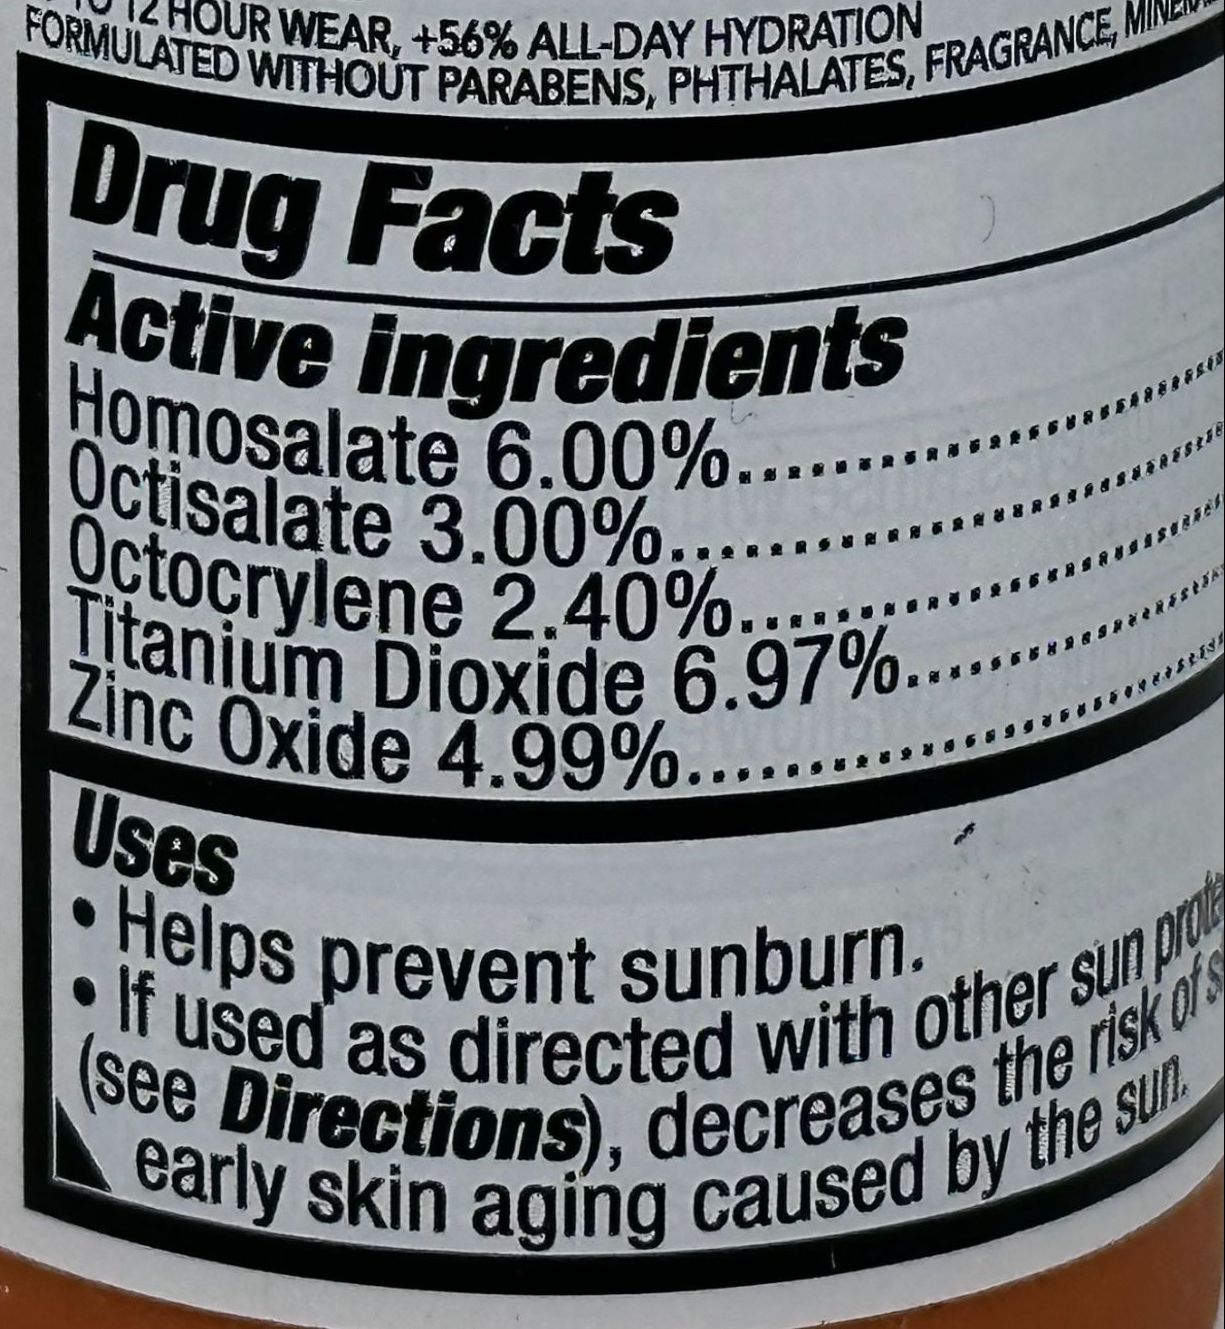 TO 12 HOUR WEAR, +56% ALL-DAY HYDRATION
FORMULATED WITHOUT PARABENS, PHTHALATES, FRAGRANCE,
Drug Facts
Active ingredients
Homosalate 6.00%
Octisalate 3.00%
Octocrylene 2.40%
Titanium Dioxide 6.97%
Zinc Oxide 4.99%
Uses
• Helps prevent sunburn.
• If used as directed with other sun
(see Directions), decreases the risk of
early skin aging caused by the sun.